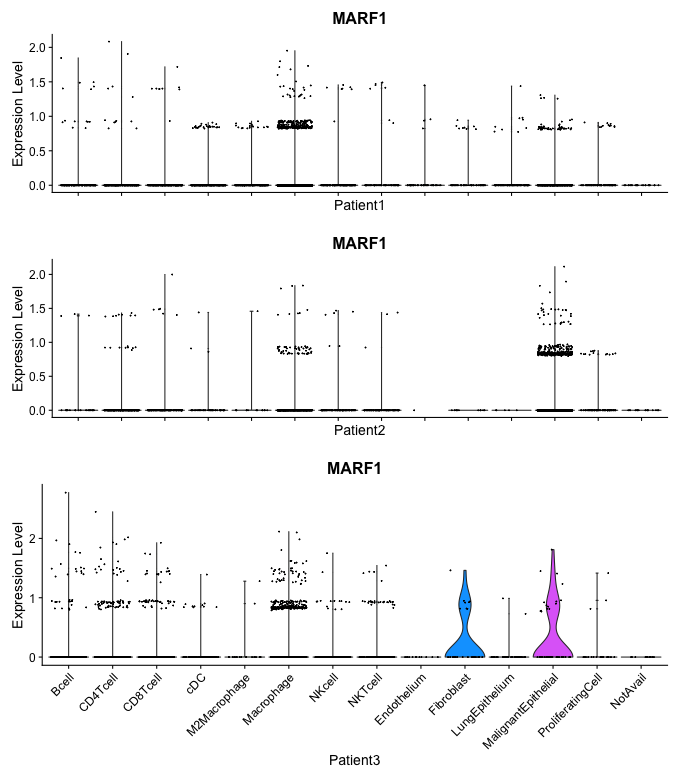 MARF1
Expression Level
2.0
1.5
1.0
0.5
0.0
Patient1
MARF1
Expression Level
2.0
1.5
1.0
0.5
0.0
Patient2
MARF1
Expression Level
2
1
0
Bcell
CD4Tcell
CD8Tcell
cDC
M2Macrophage
Macrophage
NKcell
NKTcell
Endothelium
Fibroblast
LungEpithelium
MalignantEpithelial
ProliferatingCell
NotAvail
Patient3